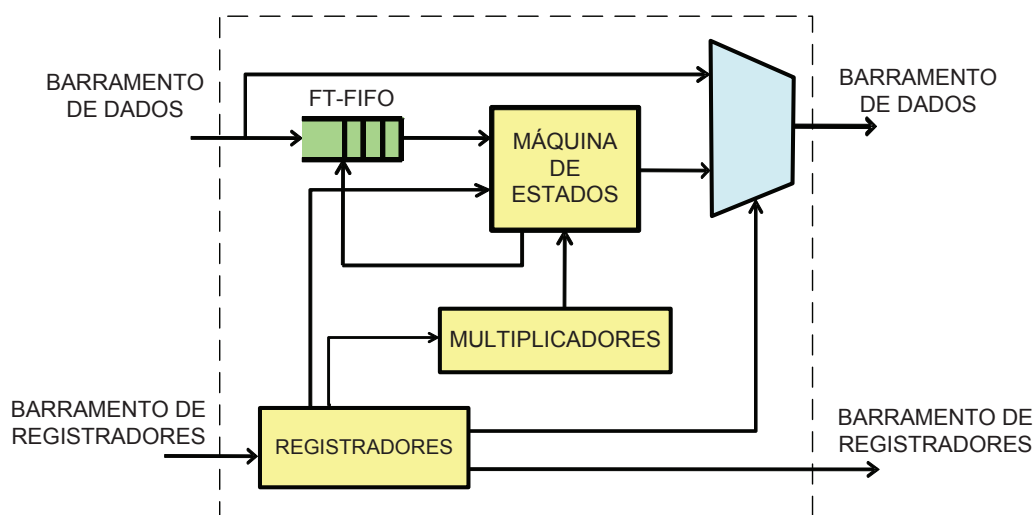 BARRAMENTO
DE DADOS
FT-FIFO
MÁQUINA
DE
ESTADOS
BARRAMENTO
DE DADOS
MULTIPLICADORES
BARRAMENTO DE
REGISTRADORES
REGISTRADORES
BARRAMENTO DE
REGISTRADORES